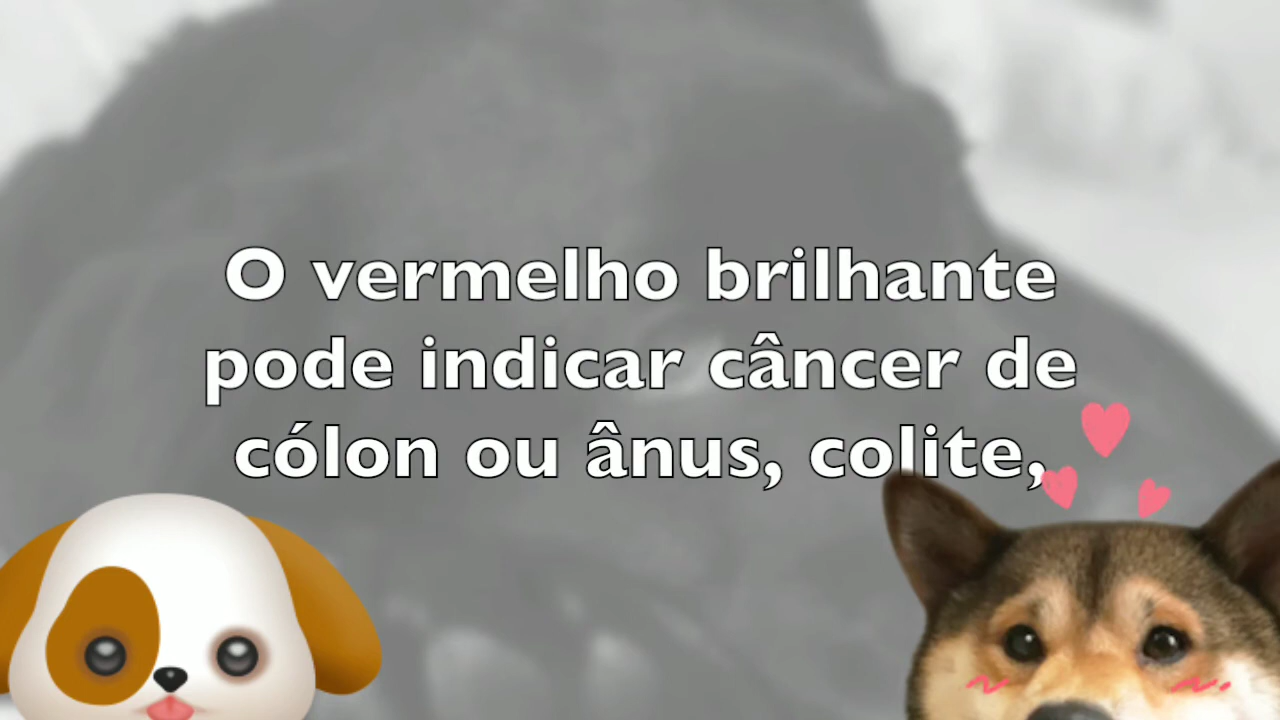 O vermelho brilhante
pode indicar câncer de
cólon ou ânus, colite,